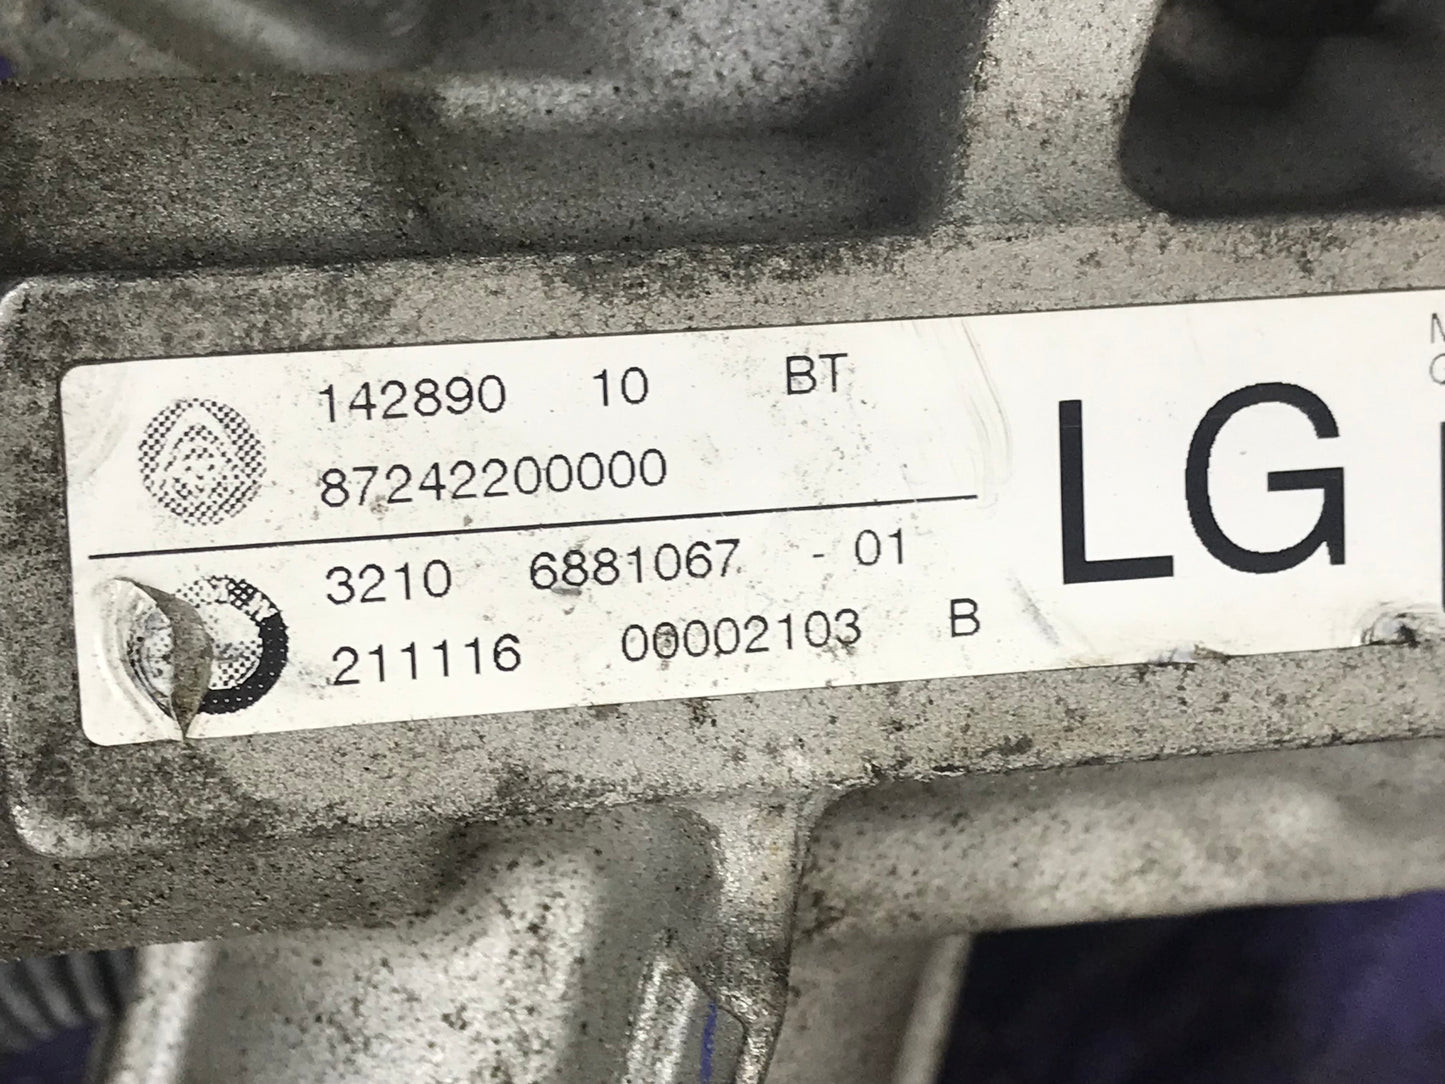 142890 10 BT
87242200000
3210 6881067 - 01
211116 00002103 B
LG